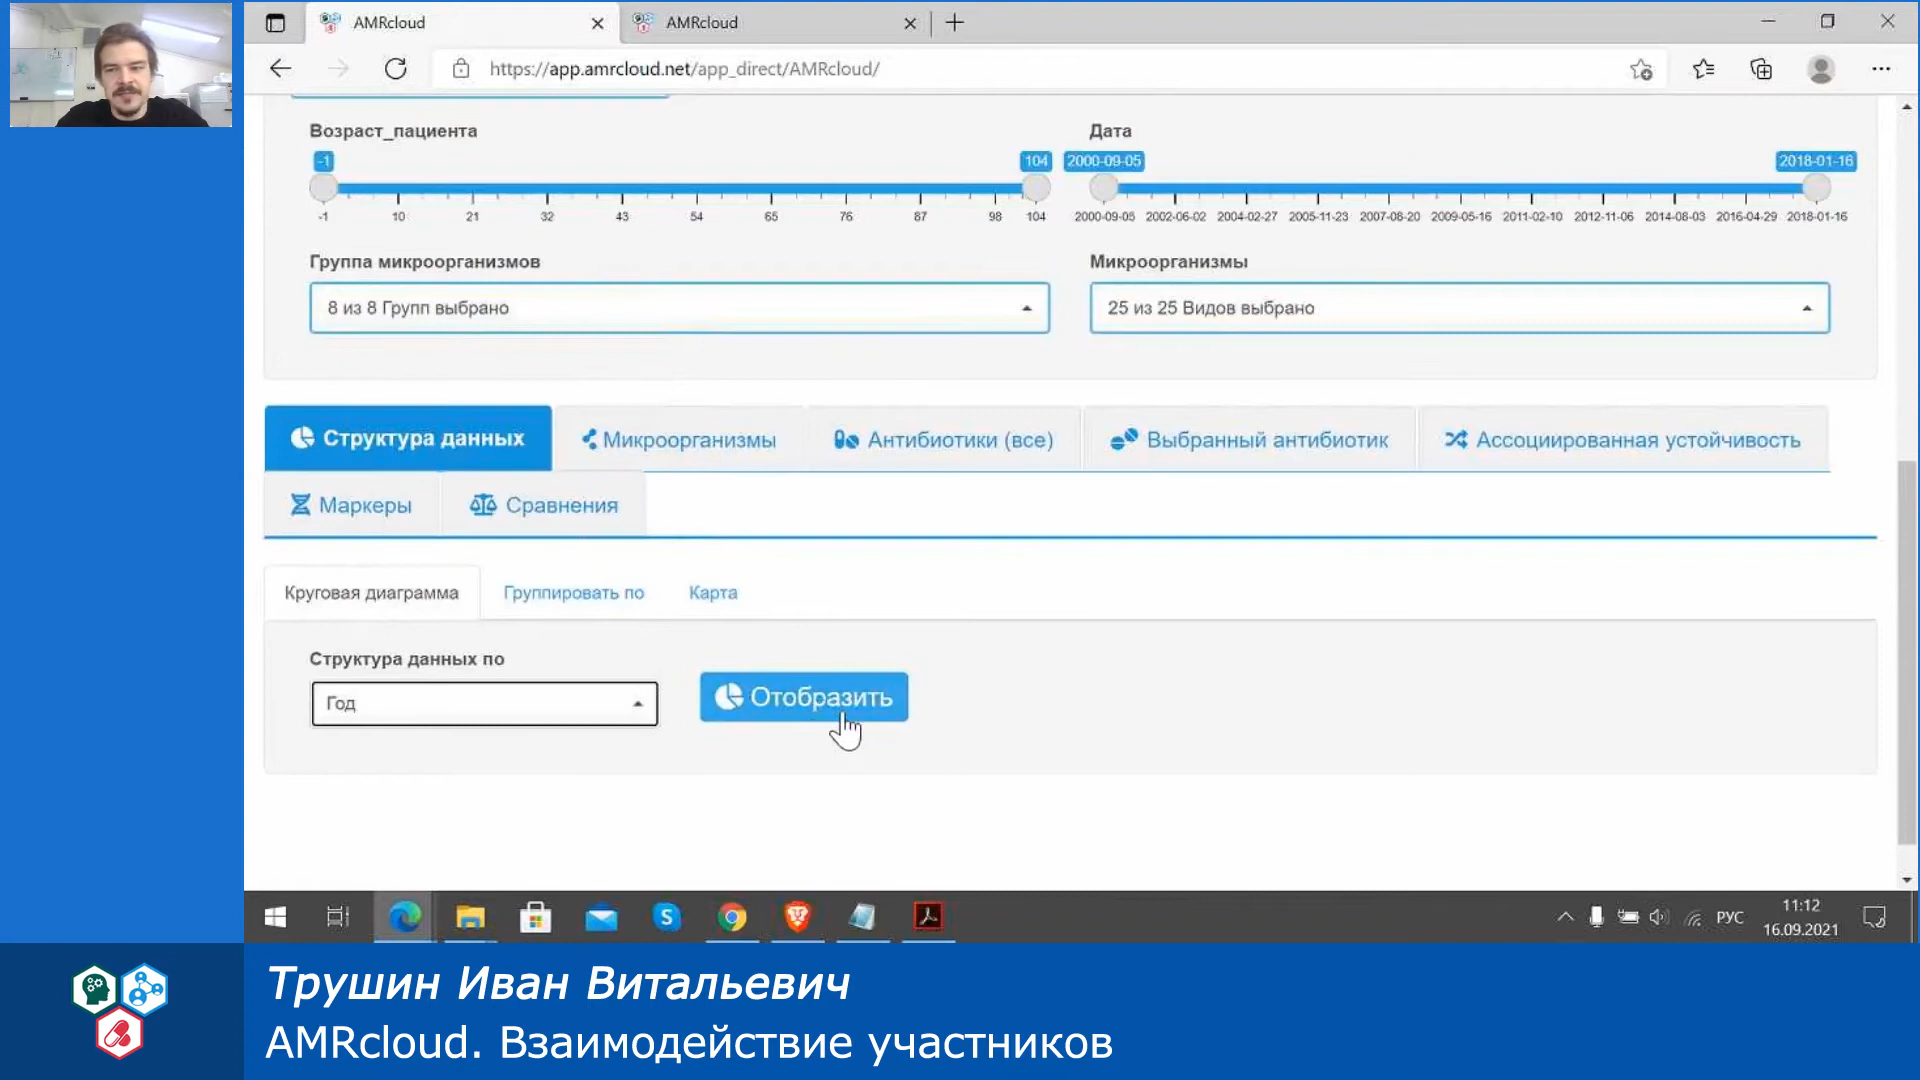 AMRcloud
AMRcloud
https://app.amrcloud.net/app_direct/AMRcloud/
Возраст_пациента
Дата
-1
104
2000-09-05
2018-01-16
-1 10 21 32 43 54 65 76 87 98 104
2000-09-05 2002-06-02 2004-02-27 2005-11-23 2007-08-20 2009-05-16 2011-02-10 2012-11-06 2014-08-03 2016-04-29 2018-01-16
Группа микроорганизмов
Микроорганизмы
8 из 8 Групп выбрано
25 из 25 Видов выбрано
Структура данных
Микроорганизмы
Антибиотики (все)
Выбранный антибиотик
Ассоциированная устойчивость
Маркеры
Сравнения
Круговая диаграмма
Группировать по
Карта
Структура данных по
Год
Отобразить
РУС
11:12
16.09.2021
Трушин Иван Витальевич
AMRcloud. Взаимодействие участников